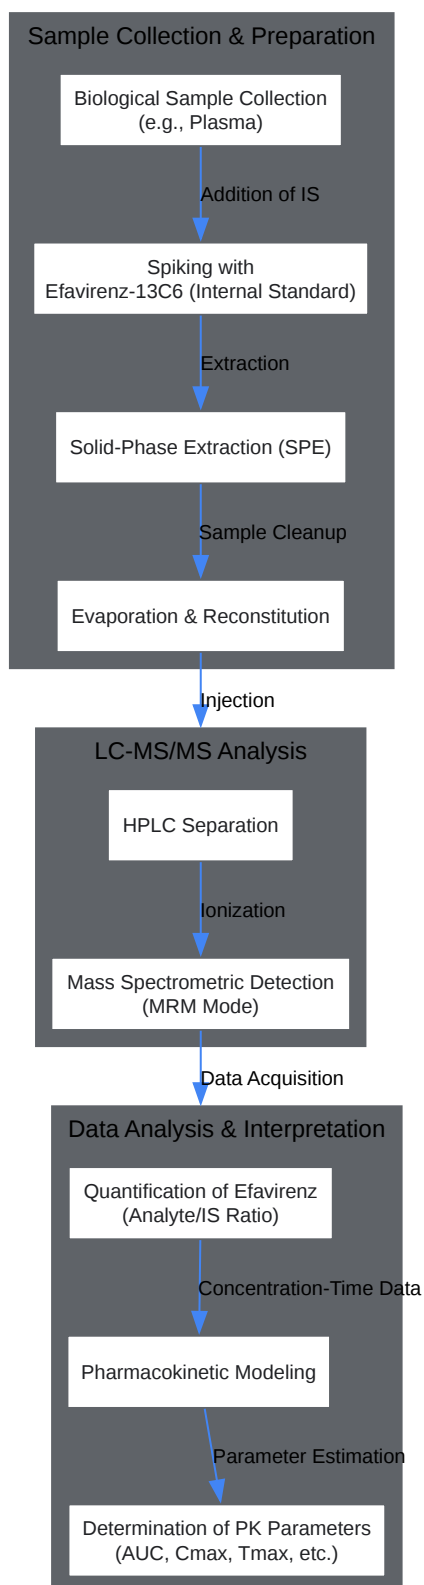 Sample Collection & Preparation
Biological Sample Collection
(e.g., Plasma)
Addition of IS
Spiking with
Efavirenz-13C6 (Internal Standard)
Extraction
Solid-Phase Extraction (SPE)
Sample Cleanup
Evaporation & Reconstitution
Injection
LC-MS/MS Analysis
HPLC Separation
Ionization
Mass Spectrometric Detection
(MRM Mode)
Data Acquisition
Data Analysis & Interpretation
Quantification of Efavirenz
(Analyte/IS Ratio)
Concentration-Time Data
Pharmacokinetic Modeling
Parameter Estimation
Determination of PK Parameters
(AUC, Cmax, Tmax, etc.)